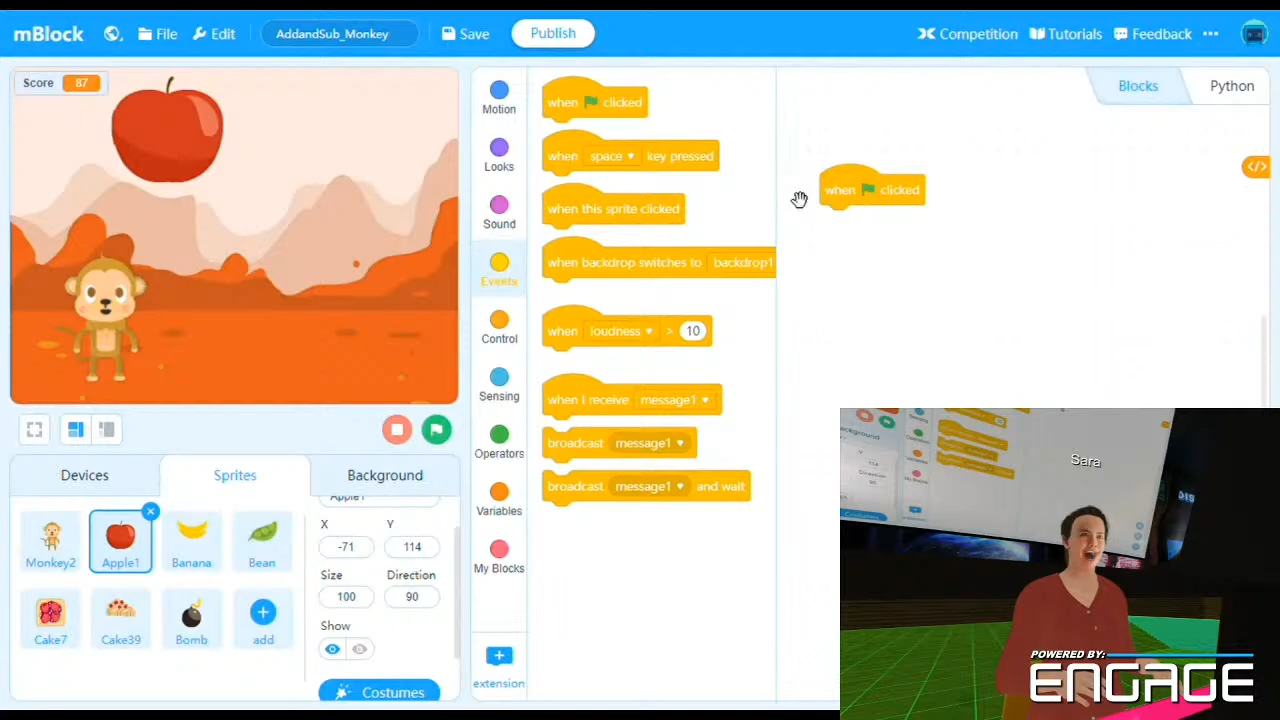 mBlock
File
Edit
AddandSub_Monkey
Save
Publish
Competition
Tutorials
Feedback
Score 87
Motion
Looks
Sound
Events
Control
Sensing
Operators
Variables
My Blocks
extension
when clicked
when space key pressed
when this sprite clicked
when backdrop switches to backdrop1
when loudness > 10
when I receive message1
broadcast message1
broadcast message1 and wait
Blocks
Python
when clicked
Devices
Sprites
Background
Monkey2
Apple1
Banana
Bean
Cake7
Cake39
Bomb
add
Apple1
X
Y
-71
114
Size
Direction
100
90
Show
Costumes
Sara
POWERED BY:
ENGAGE